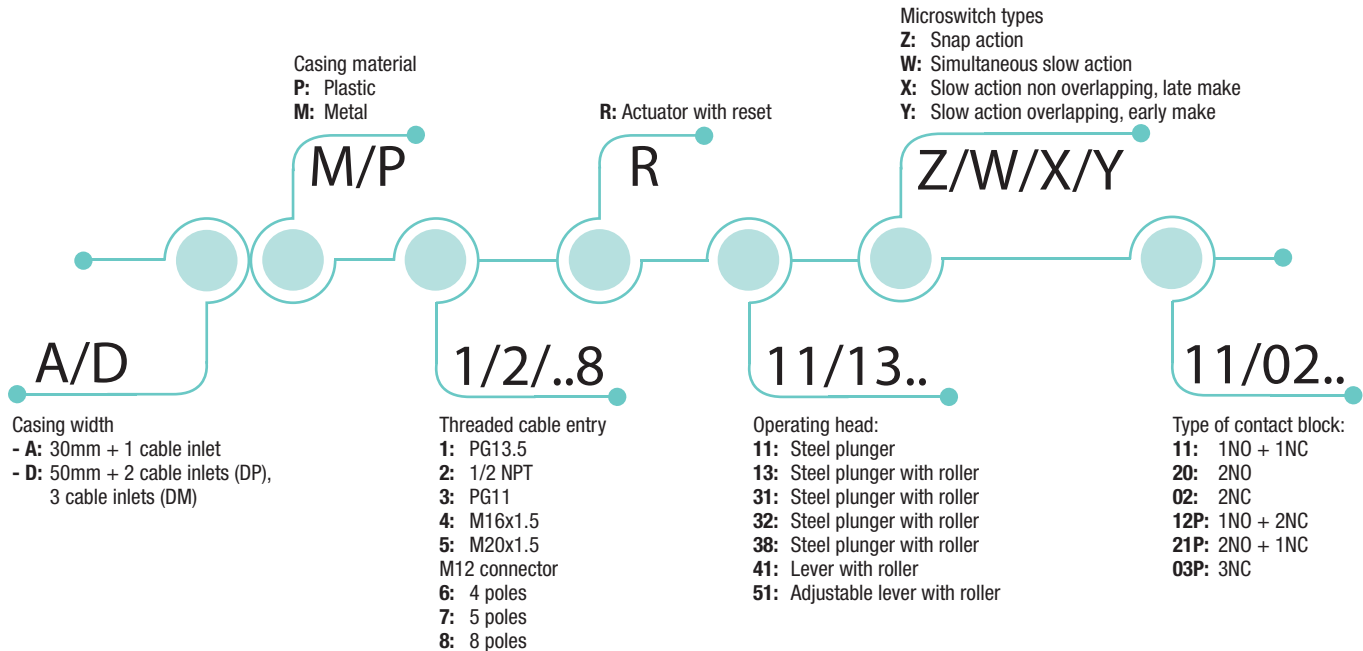 Microswitch types
Z: Snap action
W: Simultaneous slow action
X: Slow action non overlapping, late make
Y: Slow action overlapping, early make
Casing material
P: Plastic
M: Metal
R: Actuator with reset
M/P
R
Z/W/X/Y
A/D
1/2/..8
11/13..
11/02..
Casing width
- A: 30mm + 1 cable inlet
- D: 50mm + 2 cable inlets (DP),
3 cable inlets (DM)
Threaded cable entry
1: PG13.5
2: 1/2 NPT
3: PG11
4: M16x1.5
5: M20x1.5
M12 connector
6: 4 poles
7: 5 poles
8: 8 poles
Operating head:
11: Steel plunger
13: Steel plunger with roller
31: Steel plunger with roller
32: Steel plunger with roller
38: Steel plunger with roller
41: Lever with roller
51: Adjustable lever with roller
Type of contact block:
11: 1NO + 1NC
20: 2NO
02: 2NC
12P: 1NO + 2NC
21P: 2NO + 1NC
03P: 3NC